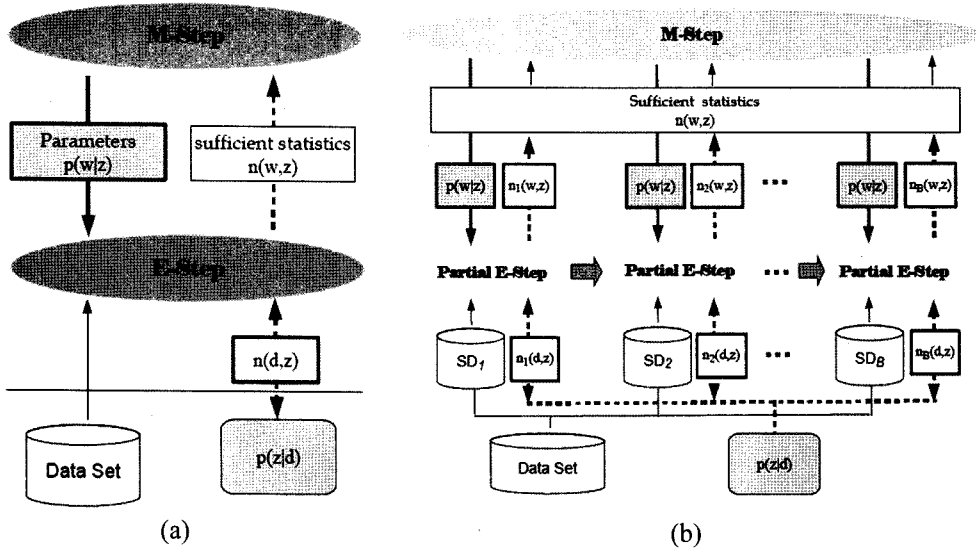 M-Step
Parameters
p(w|z)
sufficient statistics
n(w,z)
E-Step
n(d,z)
Data Set
p(z|d)
(a)
M-Step
Sufficient statistics
n(w,z)
p(w|z)
n1(w,z)
p(w|z)
n2(w,z)
...
p(w|z)
nB(w,z)
Partial E-Step
Partial E-Step
...
Partial E-Step
SD1
n1(d,z)
SD2
n2(d,z)
...
SDB
nB(d,z)
Data Set
p(z|d)
(b)